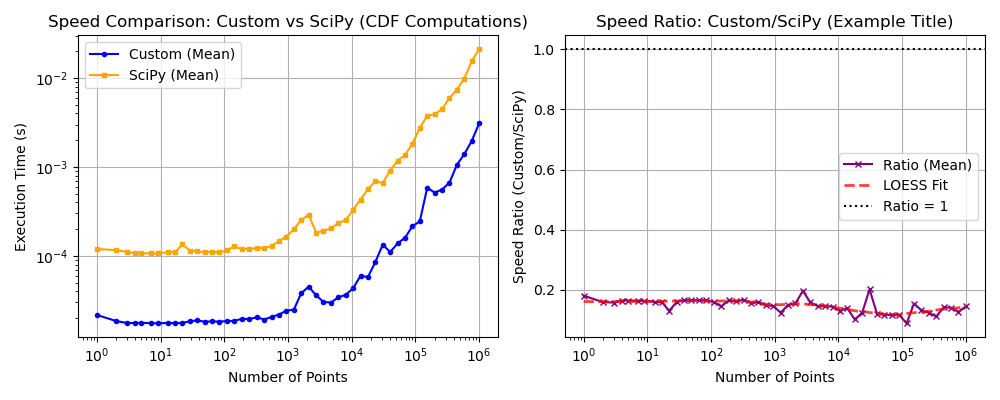 Speed Comparison: Custom vs SciPy (CDF Computations)
Custom (Mean)
SciPy (Mean)
Execution Time (s)
10⁻²
10⁻³
10⁻⁴
10⁰ 10¹ 10² 10³ 10⁴ 10⁵ 10⁶
Number of Points
Speed Ratio: Custom/SciPy (Example Title)
Speed Ratio (Custom/SciPy)
1.0
0.8
0.6
0.4
0.2
Ratio (Mean)
LOESS Fit
Ratio = 1
10⁰ 10¹ 10² 10³ 10⁴ 10⁵ 10⁶
Number of Points